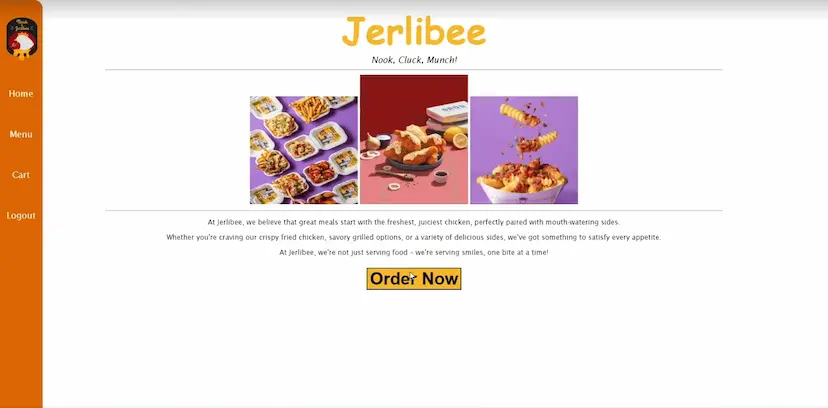 Jerlibee
Nook, Cluck, Munch!
Home
Menu
Cart
Logout
At Jerlibee, we believe that great meals start with the freshest, juiciest chicken, perfectly paired with mouth-watering sides.
Whether you're craving our crispy fried chicken, savory grilled options, or a variety of delicious sides, we've got something to satisfy every appetite.
At Jerlibee, we're not just serving food – we're serving smiles, one bite at a time!
Order Now